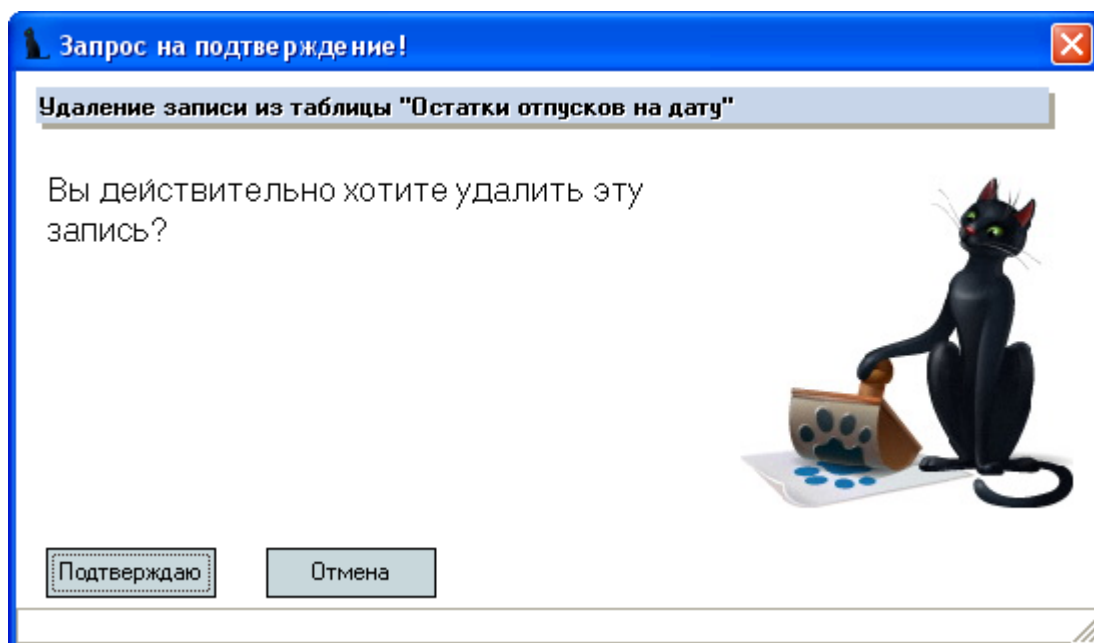 Запрос на подтверждение!
Удаление записи из таблицы "Остатки отпусков на дату"
Вы действительно хотите удалить эту
запись?
Подтверждаю
Отмена